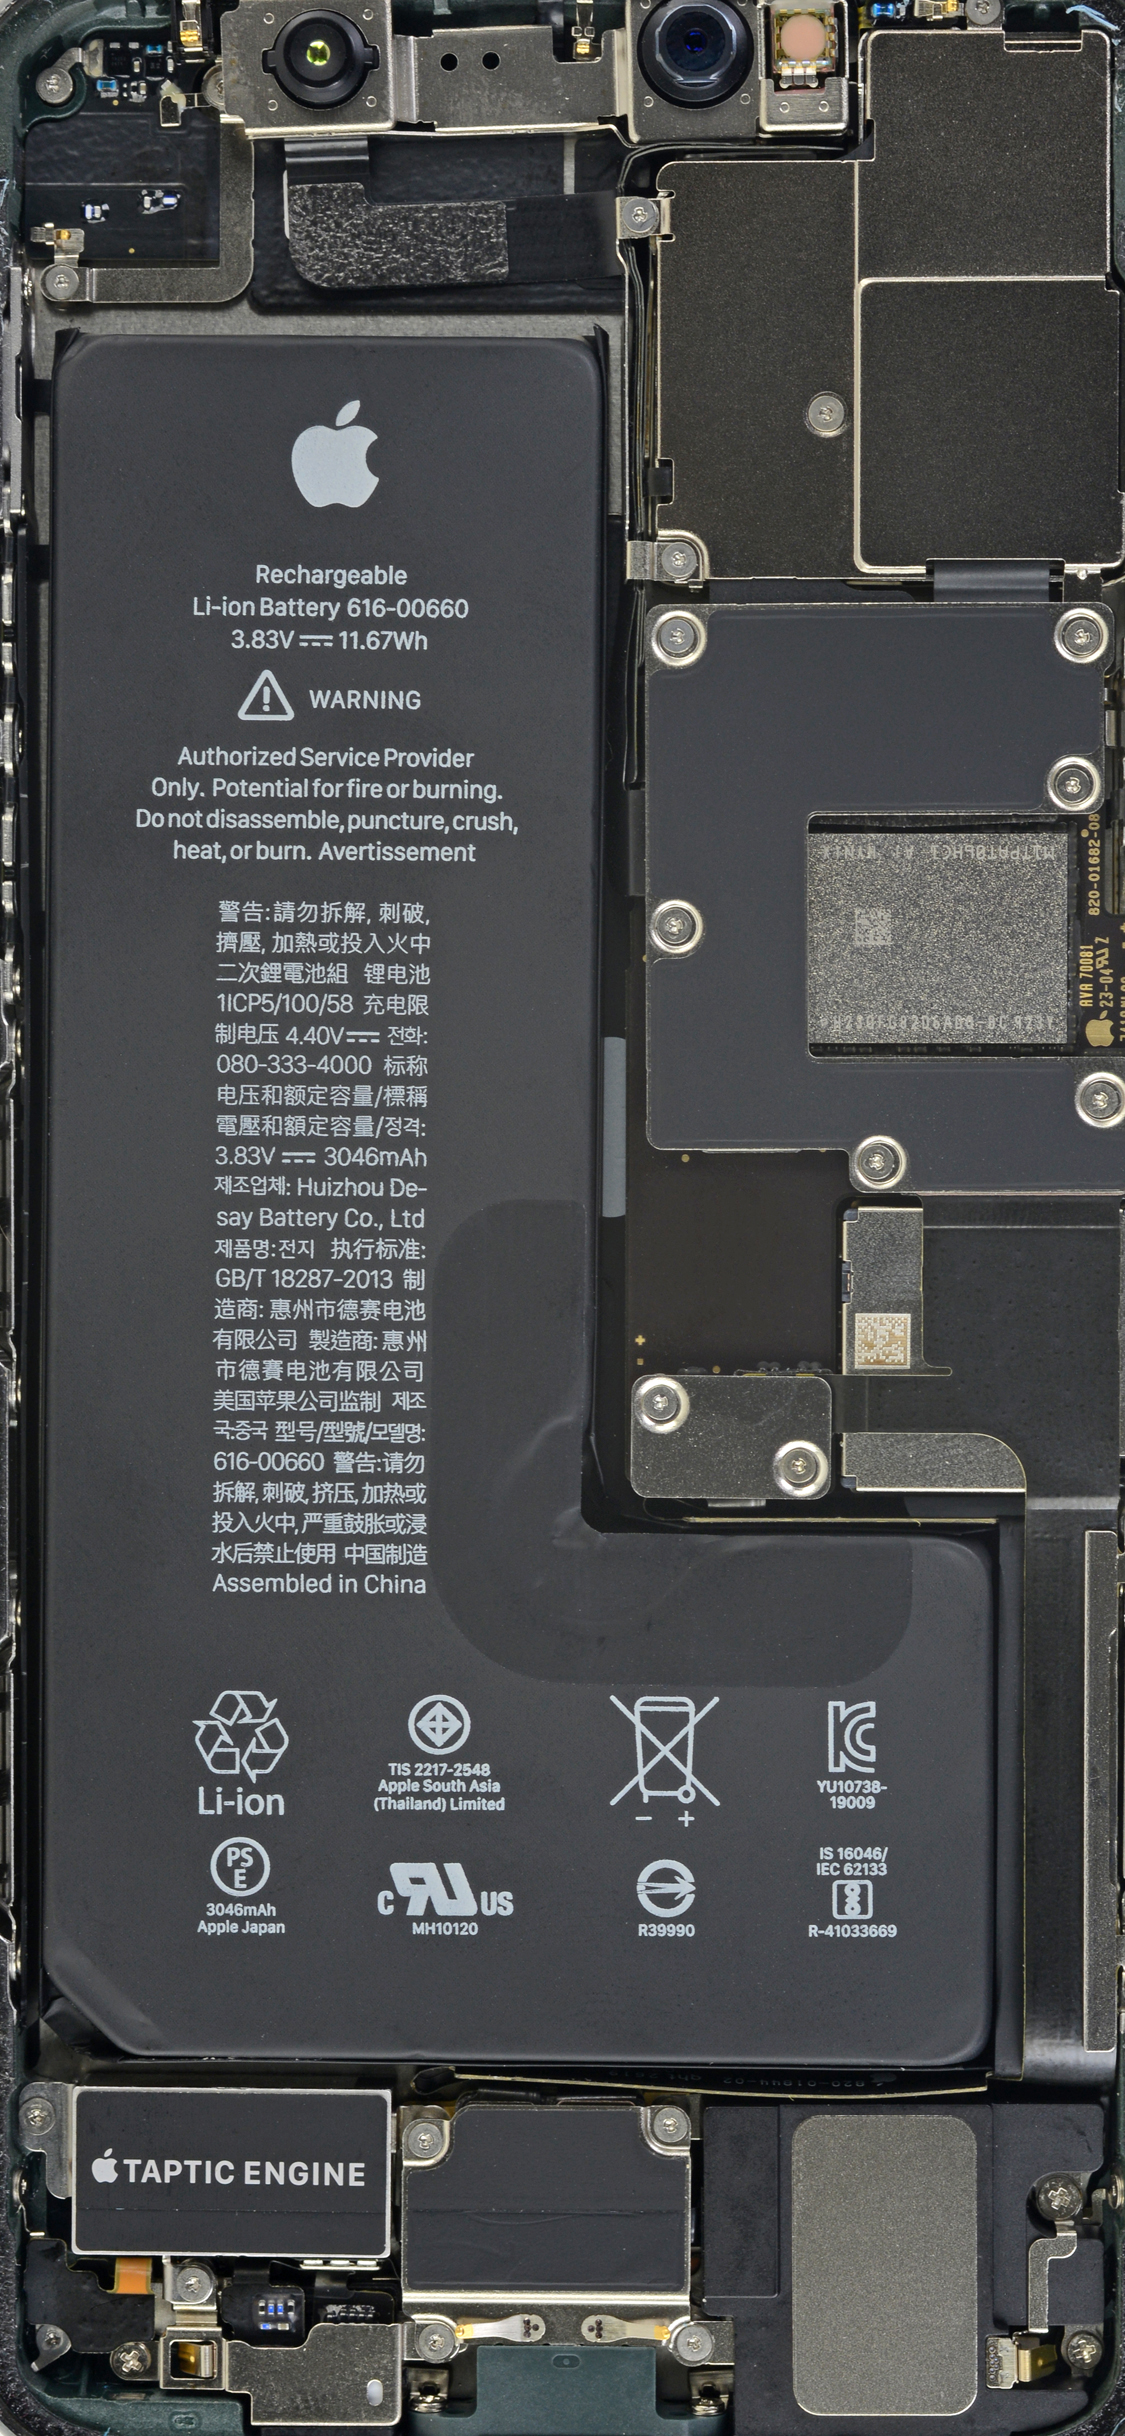 Rechargeable
Li-ion Battery 616-00660
3.83V ⎓ 11.67Wh
WARNING
Authorized Service Provider
Only. Potential for fire or burning.
Do not disassemble, puncture, crush,
heat, or burn. Avertissement
警告:請勿拆解, 刺破,
擠壓, 加熱或投入火中
二次鋰電池組 锂电池
1ICP5/100/58 充电限
制电压 4.40V⎓ 전화:
080-333-4000 标称
电压和额定容量/標稱
電壓和額定容量/정격:
3.83V ⎓ 3046mAh
제조업체: Huizhou De-
say Battery Co., Ltd
제품명:전지 执行标准:
GB/T 18287-2013 制
造商: 惠州市德赛电池
有限公司 製造商: 惠州
市德賽电池有限公司
美国苹果公司监制 제조
국:중국 型号/型號/모델명:
616-00660 警告:请勿
拆解,刺破,挤压,加热或
投入火中,严重鼓胀或浸
水后禁止使用 中国制造
Assembled in China
Li-ion
TIS 2217-2548
Apple South Asia
(Thailand) Limited
YU10738-
19009
PS
E
3046mAh
Apple Japan
c RU US
MH10120
R39990
IS 16046/
IEC 62133
R-41033669
820-01682-08
AVA 70081
23-04
TAPTIC ENGINE